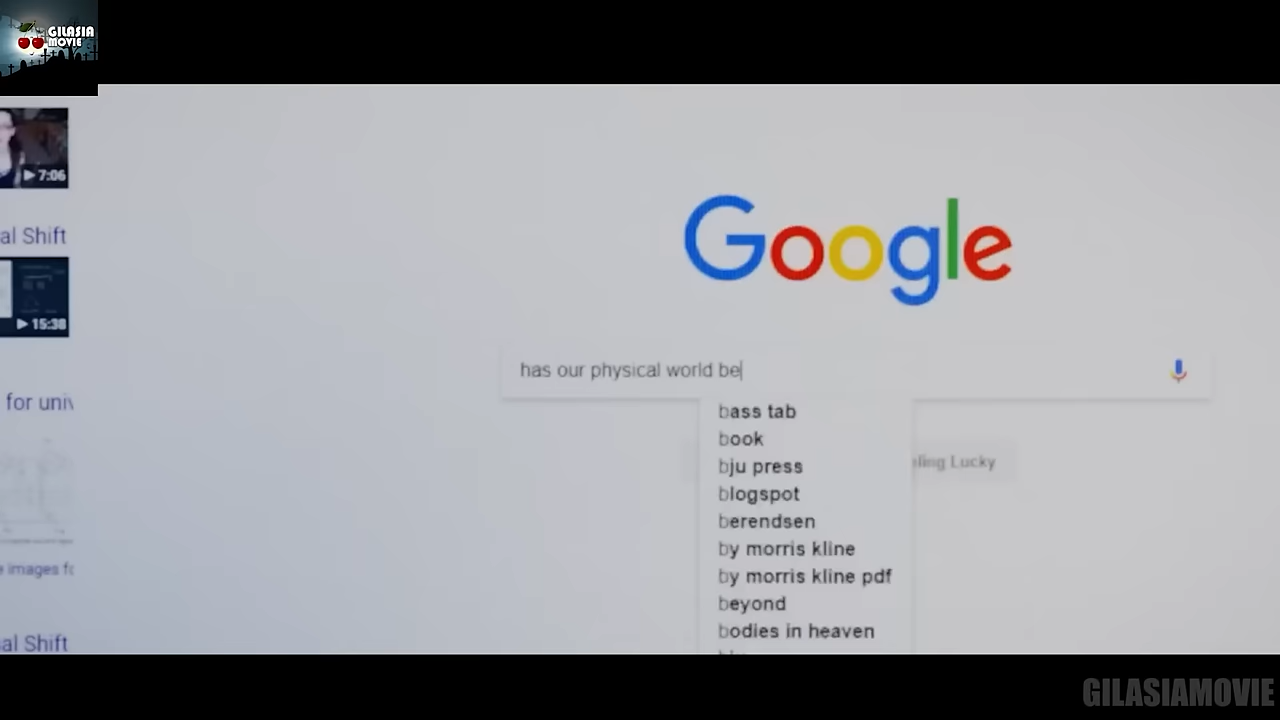 GILASIA
MOVIE
7:06
al Shift
15:38
for univ
e images fo
al Shift
Google
has our physical world be
bass tab
book
bju press
blogspot
berendsen
by morris kline
by morris kline pdf
beyond
bodies in heaven
ling Lucky
GILASIAMOVIE